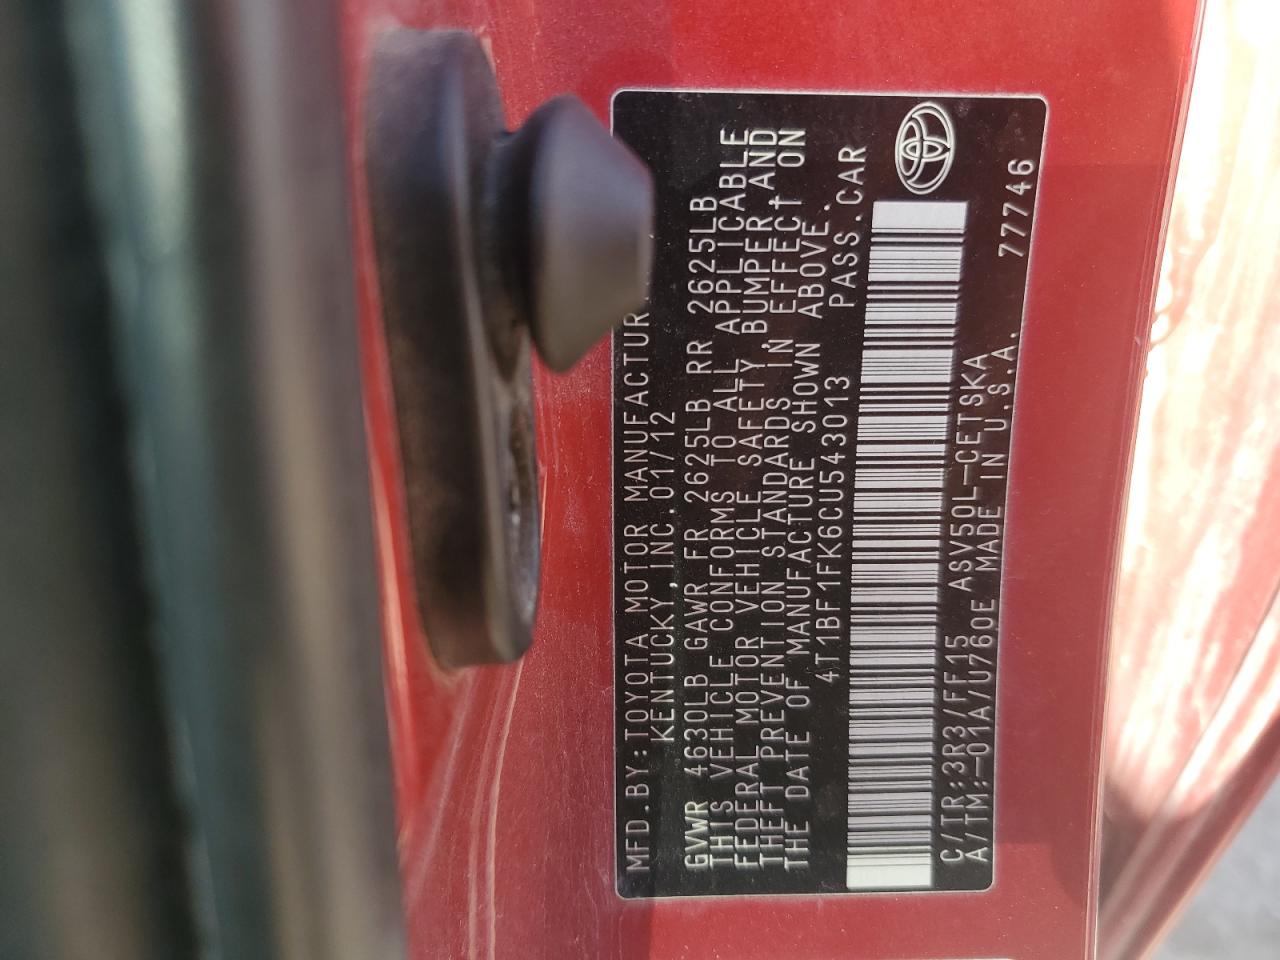 MFD.BY:TOYOTA MOTOR MANUFACTUR
KENTUCKY,INC.01/12
GVWR 4630LB GAWR FR 2625LB RR 2625LB
THIS VEHICLE CONFORMS TO ALL APPLICABLE
FEDERAL MOTOR VEHICLE SAFETY,BUMPER AND
THEFT PREVENTION STANDARDS IN EFFECT ON
THE DATE OF MANUFACTURE SHOWN ABOVE.
4T1BF1FK6CU543013 PASS.CAR
C/TR:3R3/FF15 ASV50L-CETSKA
A/TM:-01A/U760E MADE IN U.S.A. 77746